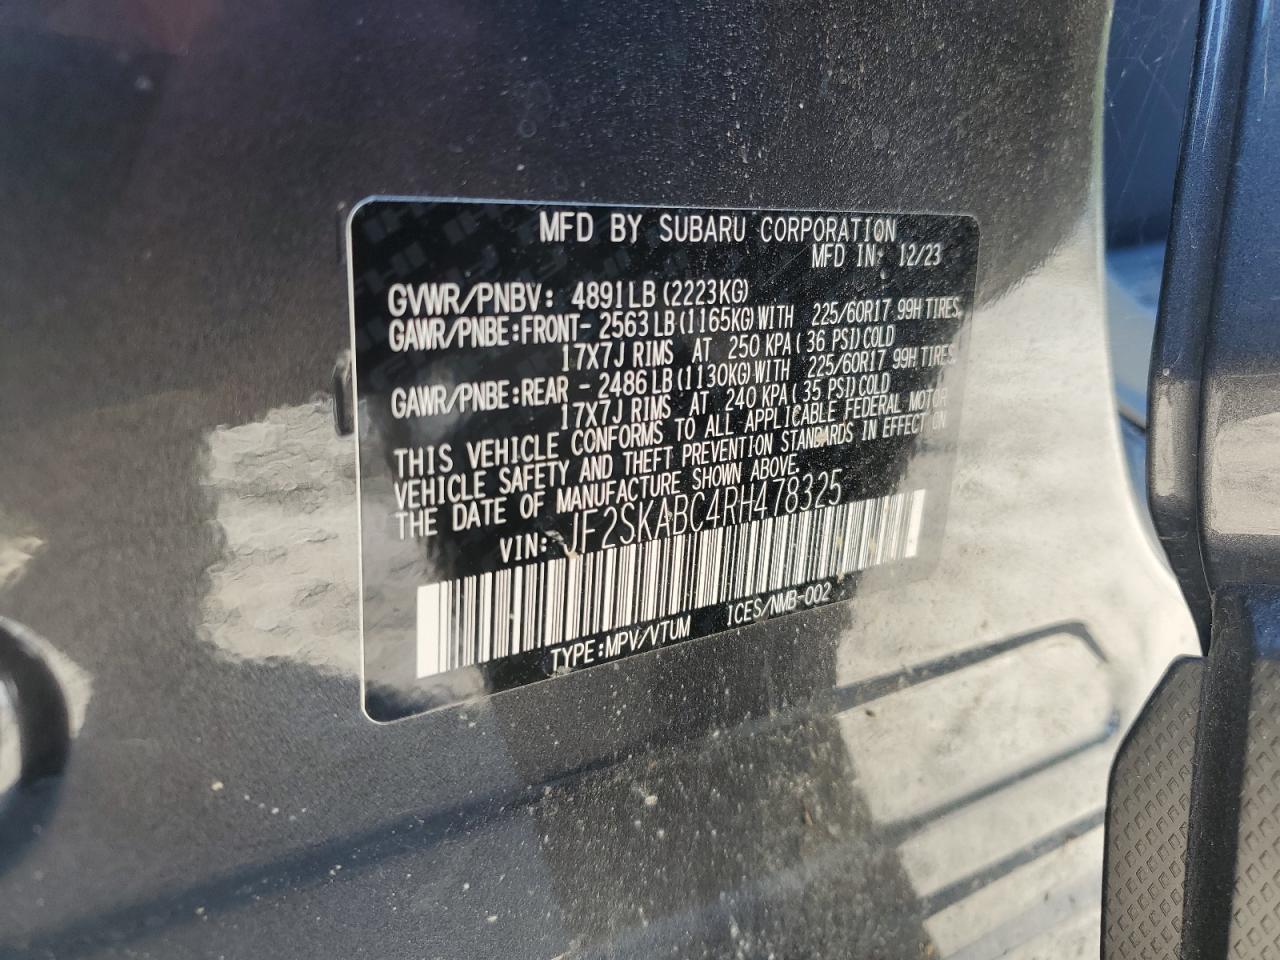 MFD BY SUBARU CORPORATION
MFD IN: 12/23
GVWR/PNBV: 4891LB(2223KG)
GAWR/PNBE:FRONT- 2563LB(1165KG)WITH 225/60R17 99H TIRES,
17X7J RIMS AT 250 KPA( 36 PSI)COLD
GAWR/PNBE:REAR - 2486LB(1130KG)WITH 225/60R17 99H TIRES,
17X7J RIMS AT 240 KPA( 35 PSI)COLD
THIS VEHICLE CONFORMS TO ALL APPLICABLE FEDERAL MOTOR
VEHICLE SAFETY AND THEFT PREVENTION STANDARDS IN EFFECT ON
THE DATE OF MANUFACTURE SHOWN ABOVE.
VIN: JF2SKABC4RH478325
TYPE:MPV/VTUM ICES/NMB-002